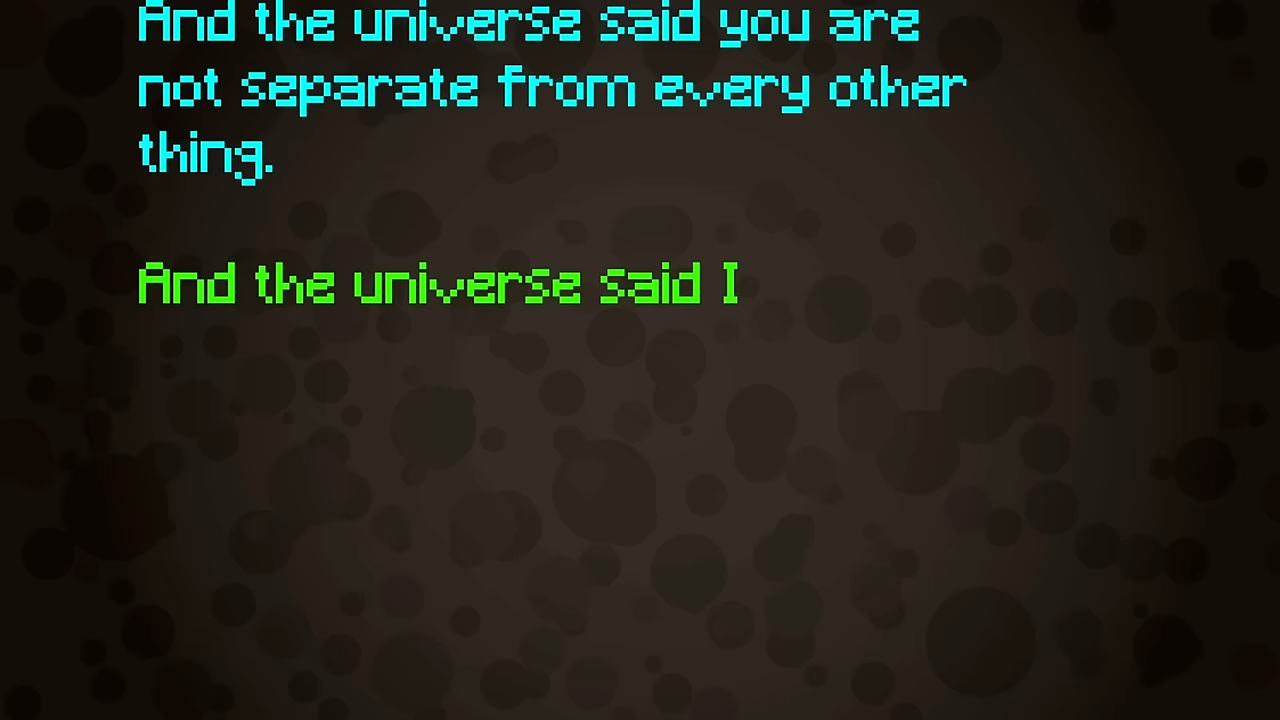 And the universe said you are
not separate from every other
thing.
And the universe said I